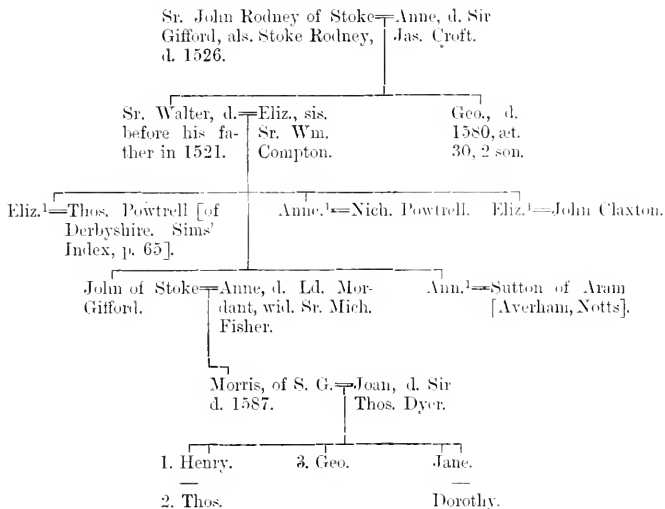 Sr. John Rodney of Stoke═Anne, d. Sir
Gifford, als. Stoke Rodney, Jas. Croft.
d. 1526.
Sr. Walter, d.═Eliz., sis. Geo., d.
before his fa- Sr. Wm. 1580, æt.
ther in 1521. Compton. 30, 2 son.
Eliz.¹═Thos. Powtrell [of Anne.¹═Nich. Powtrell. Eliz.¹═John Claxton.
Derbyshire. Sims'
Index, p. 65].
John of Stoke═Anne, d. Ld. Mor- Ann.¹═Sutton of Aram
Gifford. dant, wid. Sr. Mich. [Averham, Notts].
Fisher.
Morris, of S. G.═Joan, d. Sir
d. 1587. Thos. Dyer.
1. Henry. 3. Geo. Jane.
— —
2. Thos. Dorothy.